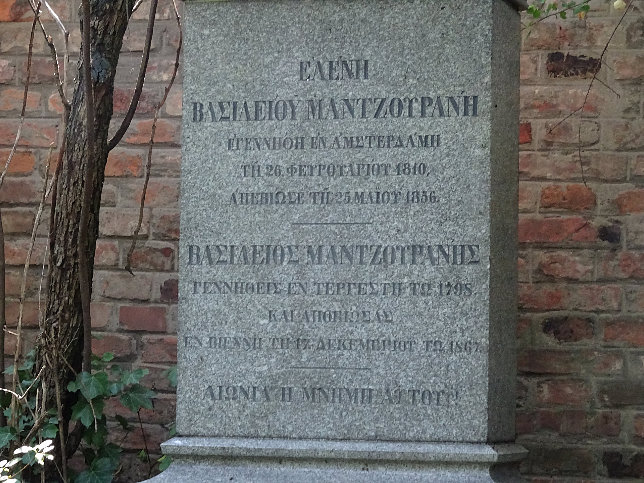 ΕΛΕΝΗ
ΒΑΣΙΛΕΙΟΥ ΜΑΝΤΖΟΥΡΑΝΗ
ΕΓΕΝΝΗΘΗ ΕΝ ΑΜΣΤΕΡΔΑΜΗ
ΤΗ 26. ΦΕΥΡΟΥΑΡΙΟΥ 1810.
ΑΠΕΒΙΩΣΕ ΤΗ 25 ΜΑΙΟΥ 1856.
ΒΑΣΙΛΕΙΟΣ ΜΑΝΤΖΟΥΡΑΝΗΣ
ΓΕΝΝΗΘΕΙΣ ΕΝ ΤΕΡΓΕΣΤΗ ΤΩ 1798.
ΚΑΙ ΑΠΟΒΙΩΣΑΣ
ΕΝ ΒΙΕΝΝΗ ΤΗ 17. ΔΕΚΕΜΒΡΙΟΥ ΤΩ 1867.
ΑΙΩΝΙΑ Η ΜΝΗΜΗ ΑΥΤΟΥ!